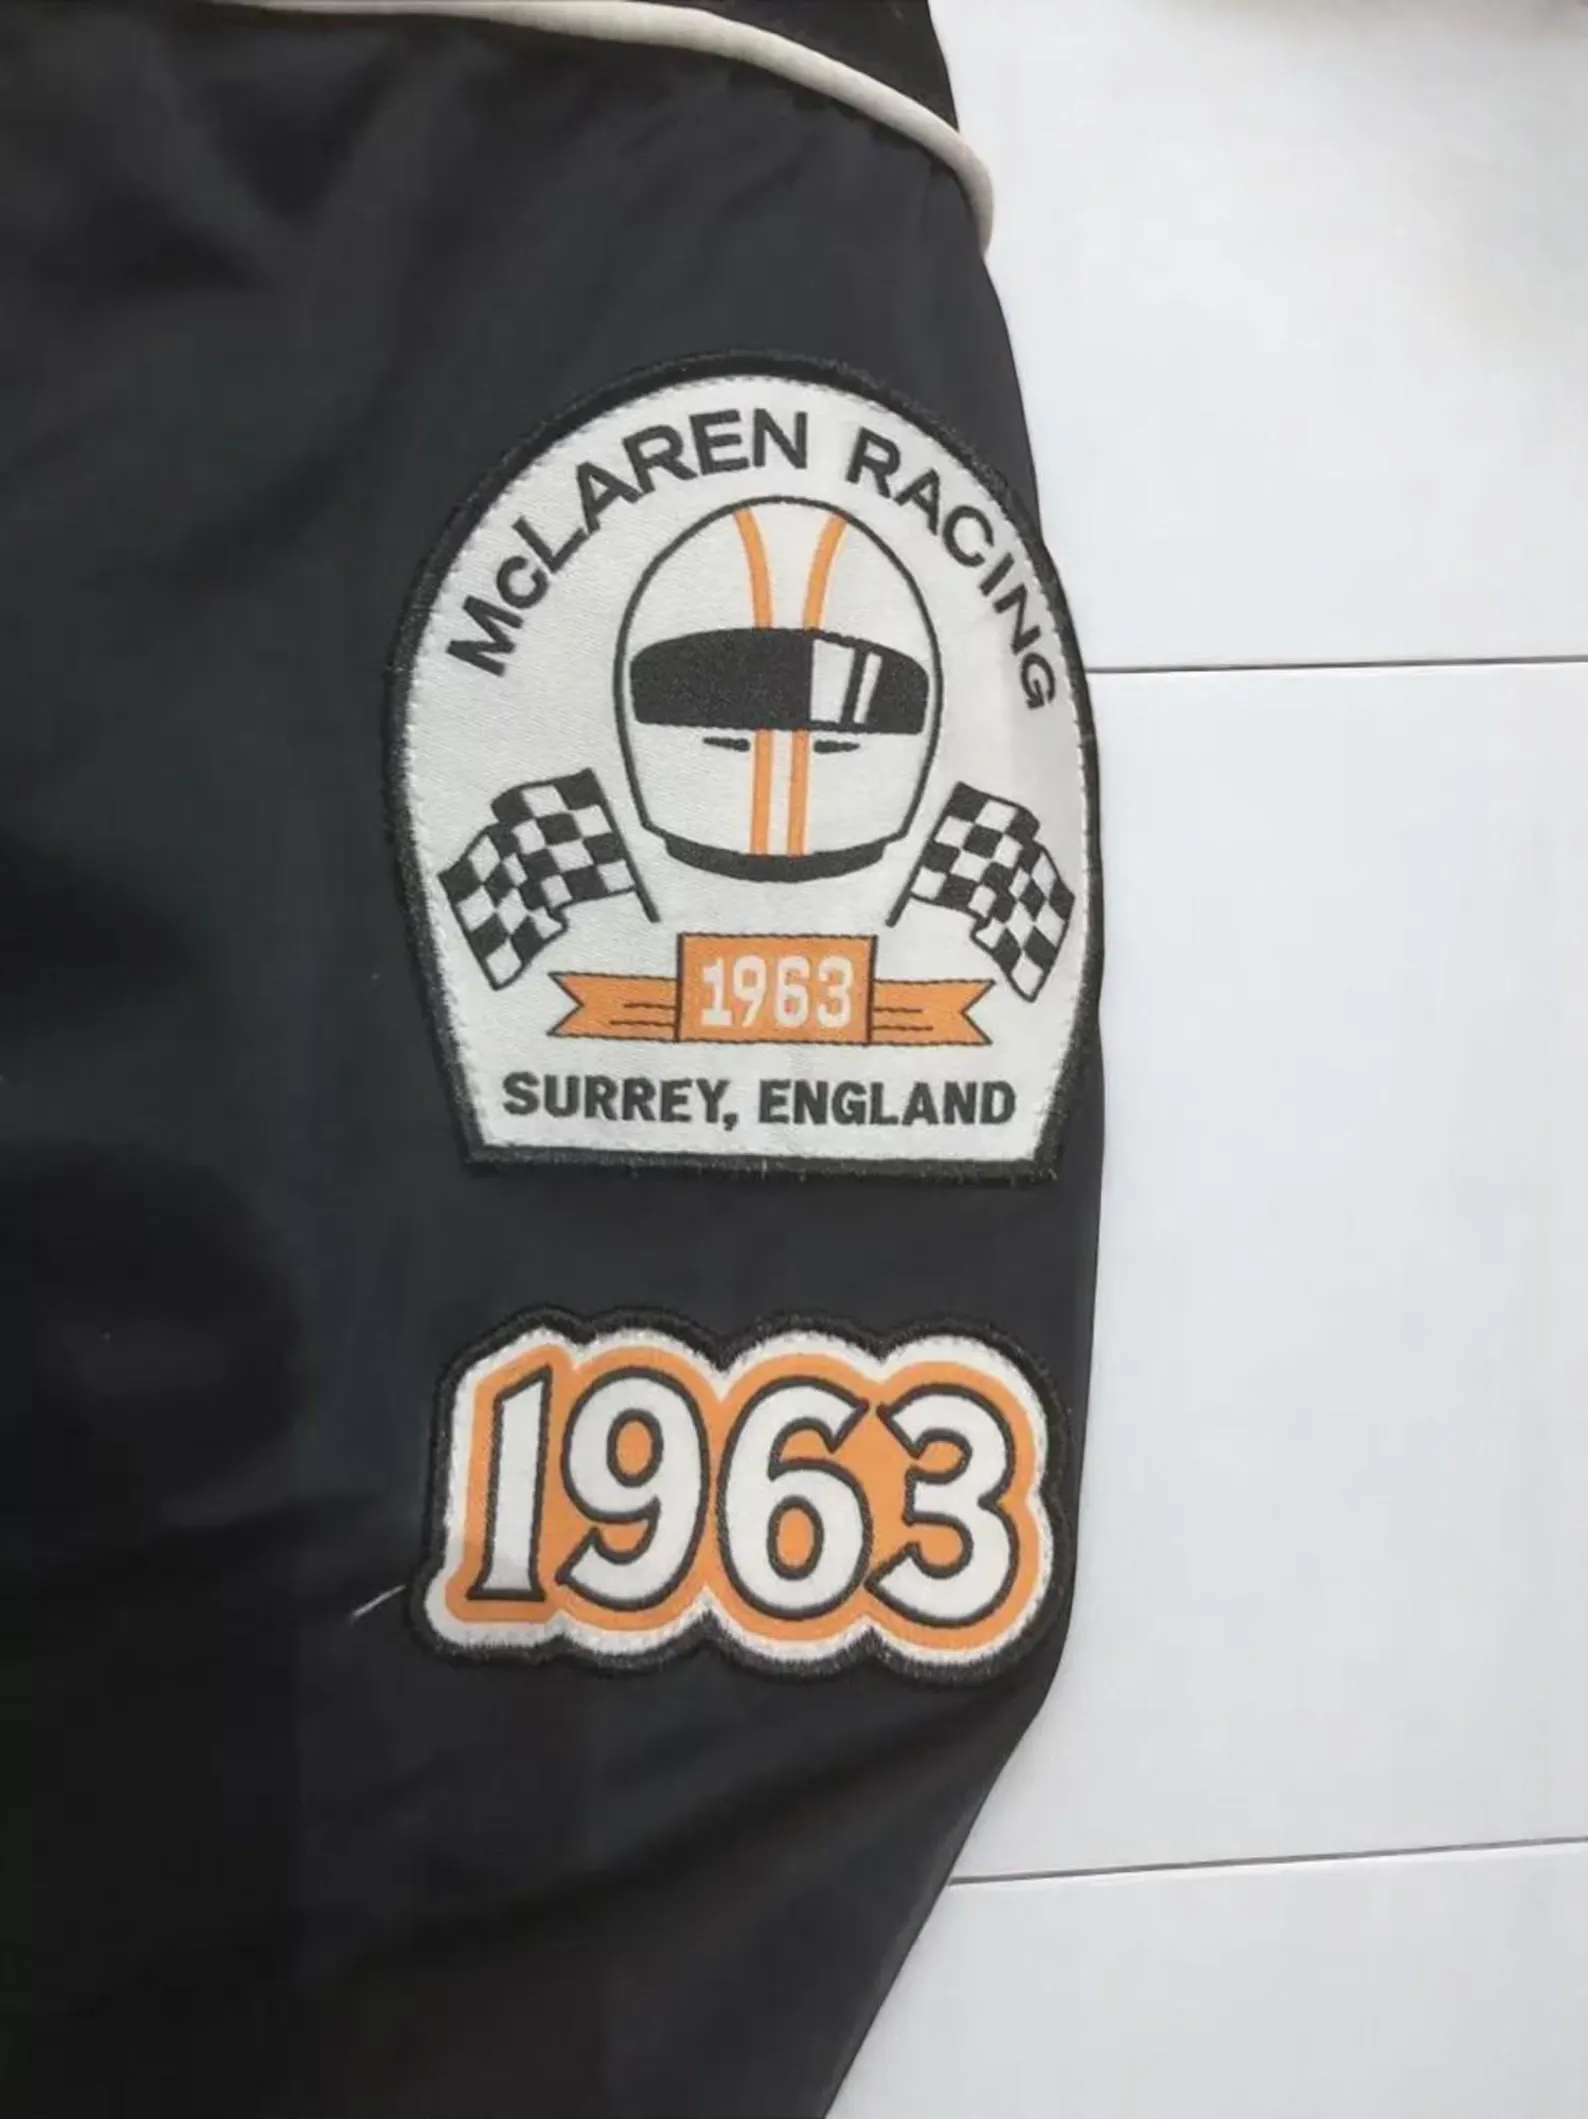 McLAREN RACING
1963
SURREY, ENGLAND
1963